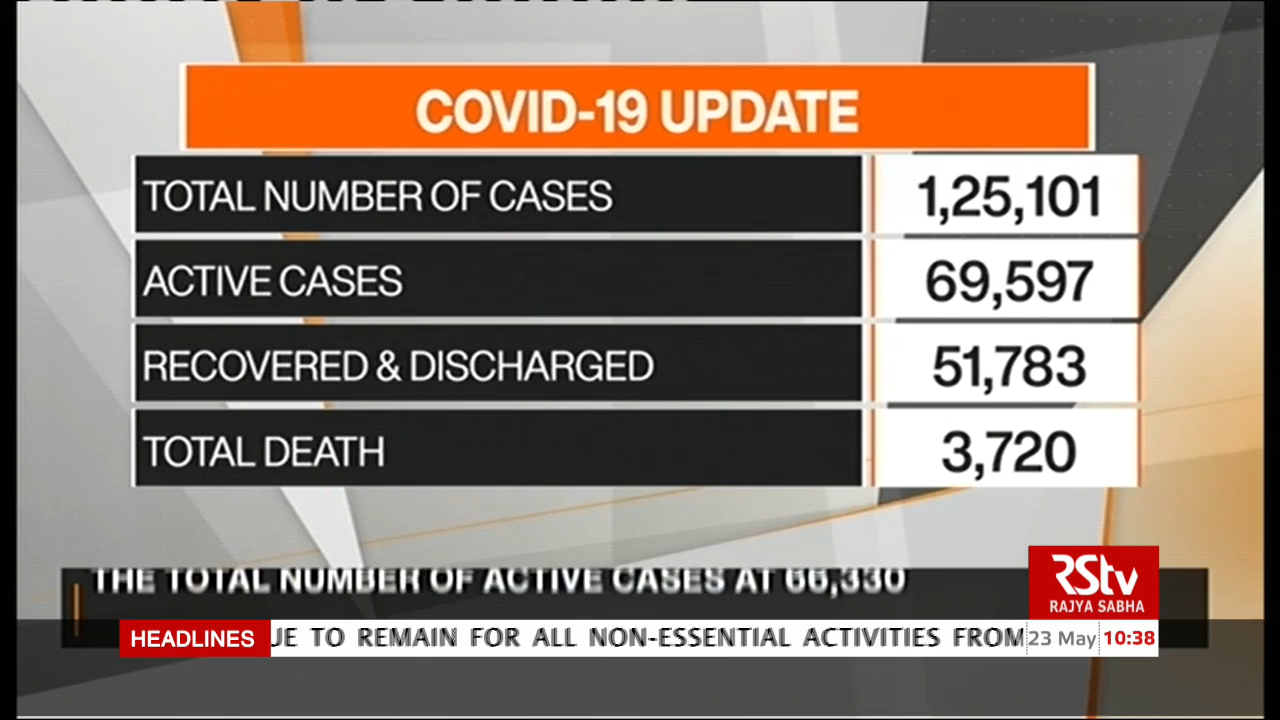 COVID-19 UPDATE
TOTAL NUMBER OF CASES 1,25,101
ACTIVE CASES 69,597
RECOVERED & DISCHARGED 51,783
TOTAL DEATH 3,720
THE TOTAL NUMBER OF ACTIVE CASES AT 66,330
RStv
RAJYA SABHA
HEADLINES UE TO REMAIN FOR ALL NON-ESSENTIAL ACTIVITIES FROM 23 May 10:38